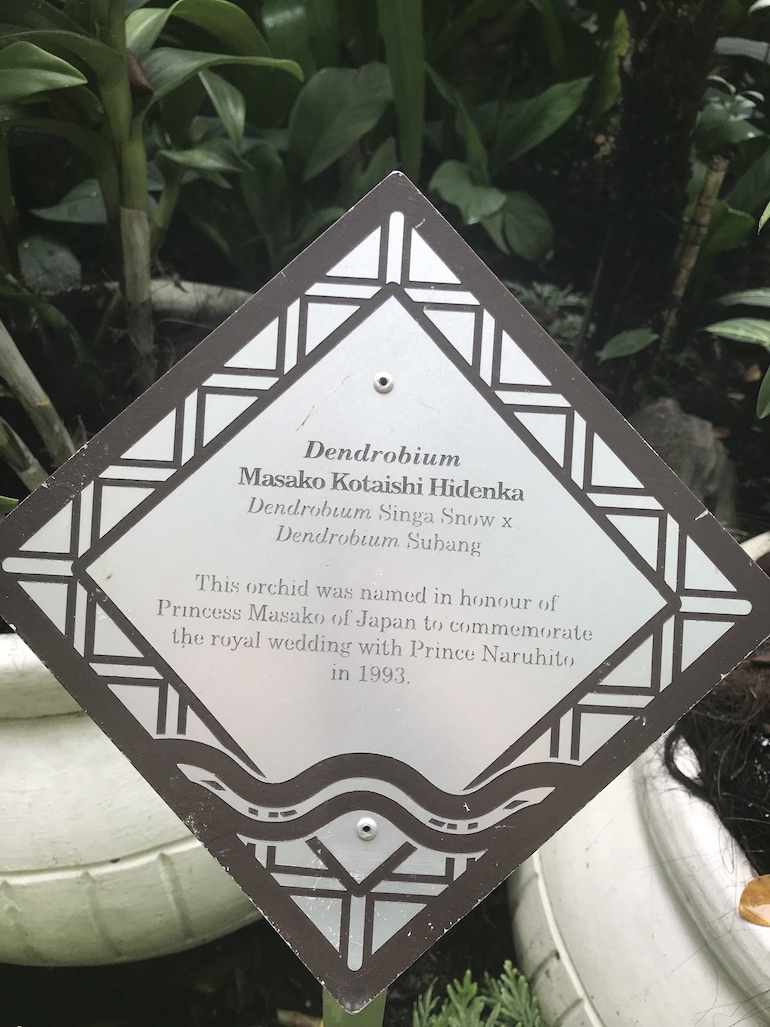 Dendrobium
Masako Kotaishi Hidenka
Dendrobium Singa Snow x
Dendrobium Subang
This orchid was named in honour of
Princess Masako of Japan to commemorate
the royal wedding with Prince Naruhito
in 1993.